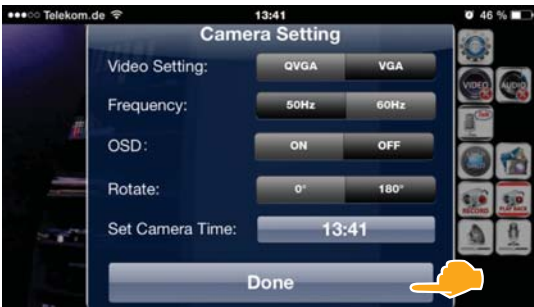 ●●●○○ Telekom.de 13:41 46 %
Camera Setting
Video Setting: QVGA VGA
Frequency: 50Hz 60Hz
OSD: ON OFF
Rotate: 0° 180°
Set Camera Time: 13:41
Done
VIDEO AUDIO
Talk
RECORD PLAY BACK